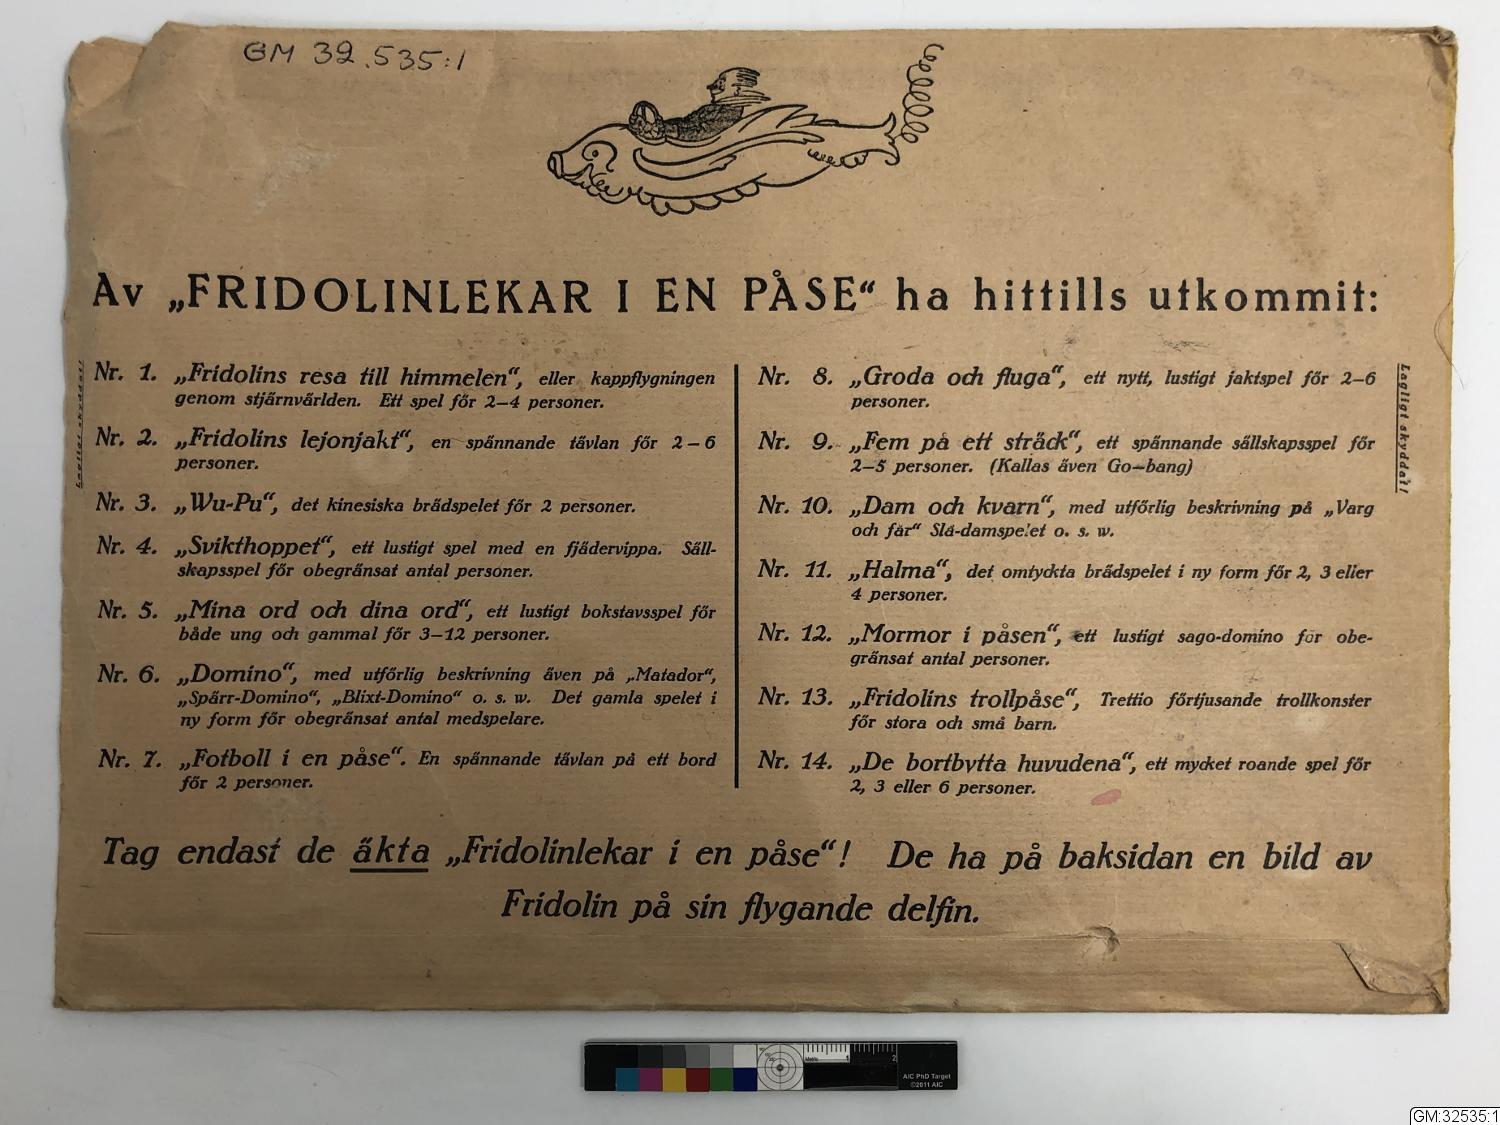 GM 32.535:1
Av „FRIDOLINLEKAR I EN PÅSE“ ha hittills utkommit:
Nr. 1. „Fridolins resa till himmelen“, eller kappflygningen
genom stjärnvärlden. Ett spel för 2—4 personer.
Nr. 2. „Fridolins lejonjakt“, en spännande tävlan för 2—6
personer.
Nr. 3. „Wu-Pu“, det kinesiska brädspelet för 2 personer.
Nr. 4. „Svikthoppet“, ett lustigt spel med en fjädervippa. Säll-
skapsspel för obegränsat antal personer.
Nr. 5. „Mina ord och dina ord“, ett lustigt bokstavsspel för
både ung och gammal för 3—12 personer.
Nr. 6. „Domino“, med utförlig beskrivning även på „Matador“,
„Spärr-Domino“, „Blixt-Domino“ o. s. w. Det gamla spelet i
ny form för obegränsat antal medspelare.
Nr. 7. „Fotboll i en påse“. En spännande tävlan på ett bord
för 2 personer.
Nr. 8. „Groda och fluga“, ett nytt, lustigt jaktspel för 2—6
personer.
Nr. 9. „Fem på ett sträck“, ett spännande sällskapsspel för
2—5 personer. (Kallas även Go-bang)
Nr. 10. „Dam och kvarn“, med utförlig beskrivning på „Varg
och får“ Slå-damspelet o. s. w.
Nr. 11. „Halma“, det omtyckta brädspelet i ny form för 2, 3 eller
4 personer.
Nr. 12. „Mormor i påsen“, ett lustigt sago-domino för obe-
gränsat antal personer.
Nr. 13. „Fridolins trollpåse“, Trettio förtjusande trollkonster
för stora och små barn.
Nr. 14. „De bortbytta huvudena“, ett mycket roande spel för
2, 3 eller 6 personer.
Lagligt skyddat!
Lagligt skyddat!
Tag endast de äkta „Fridolinlekar i en påse“! De ha på baksidan en bild av
Fridolin på sin flygande delfin.
Metric 1 2
AIC PhD Target
©2011 AIC
GM:32535:1